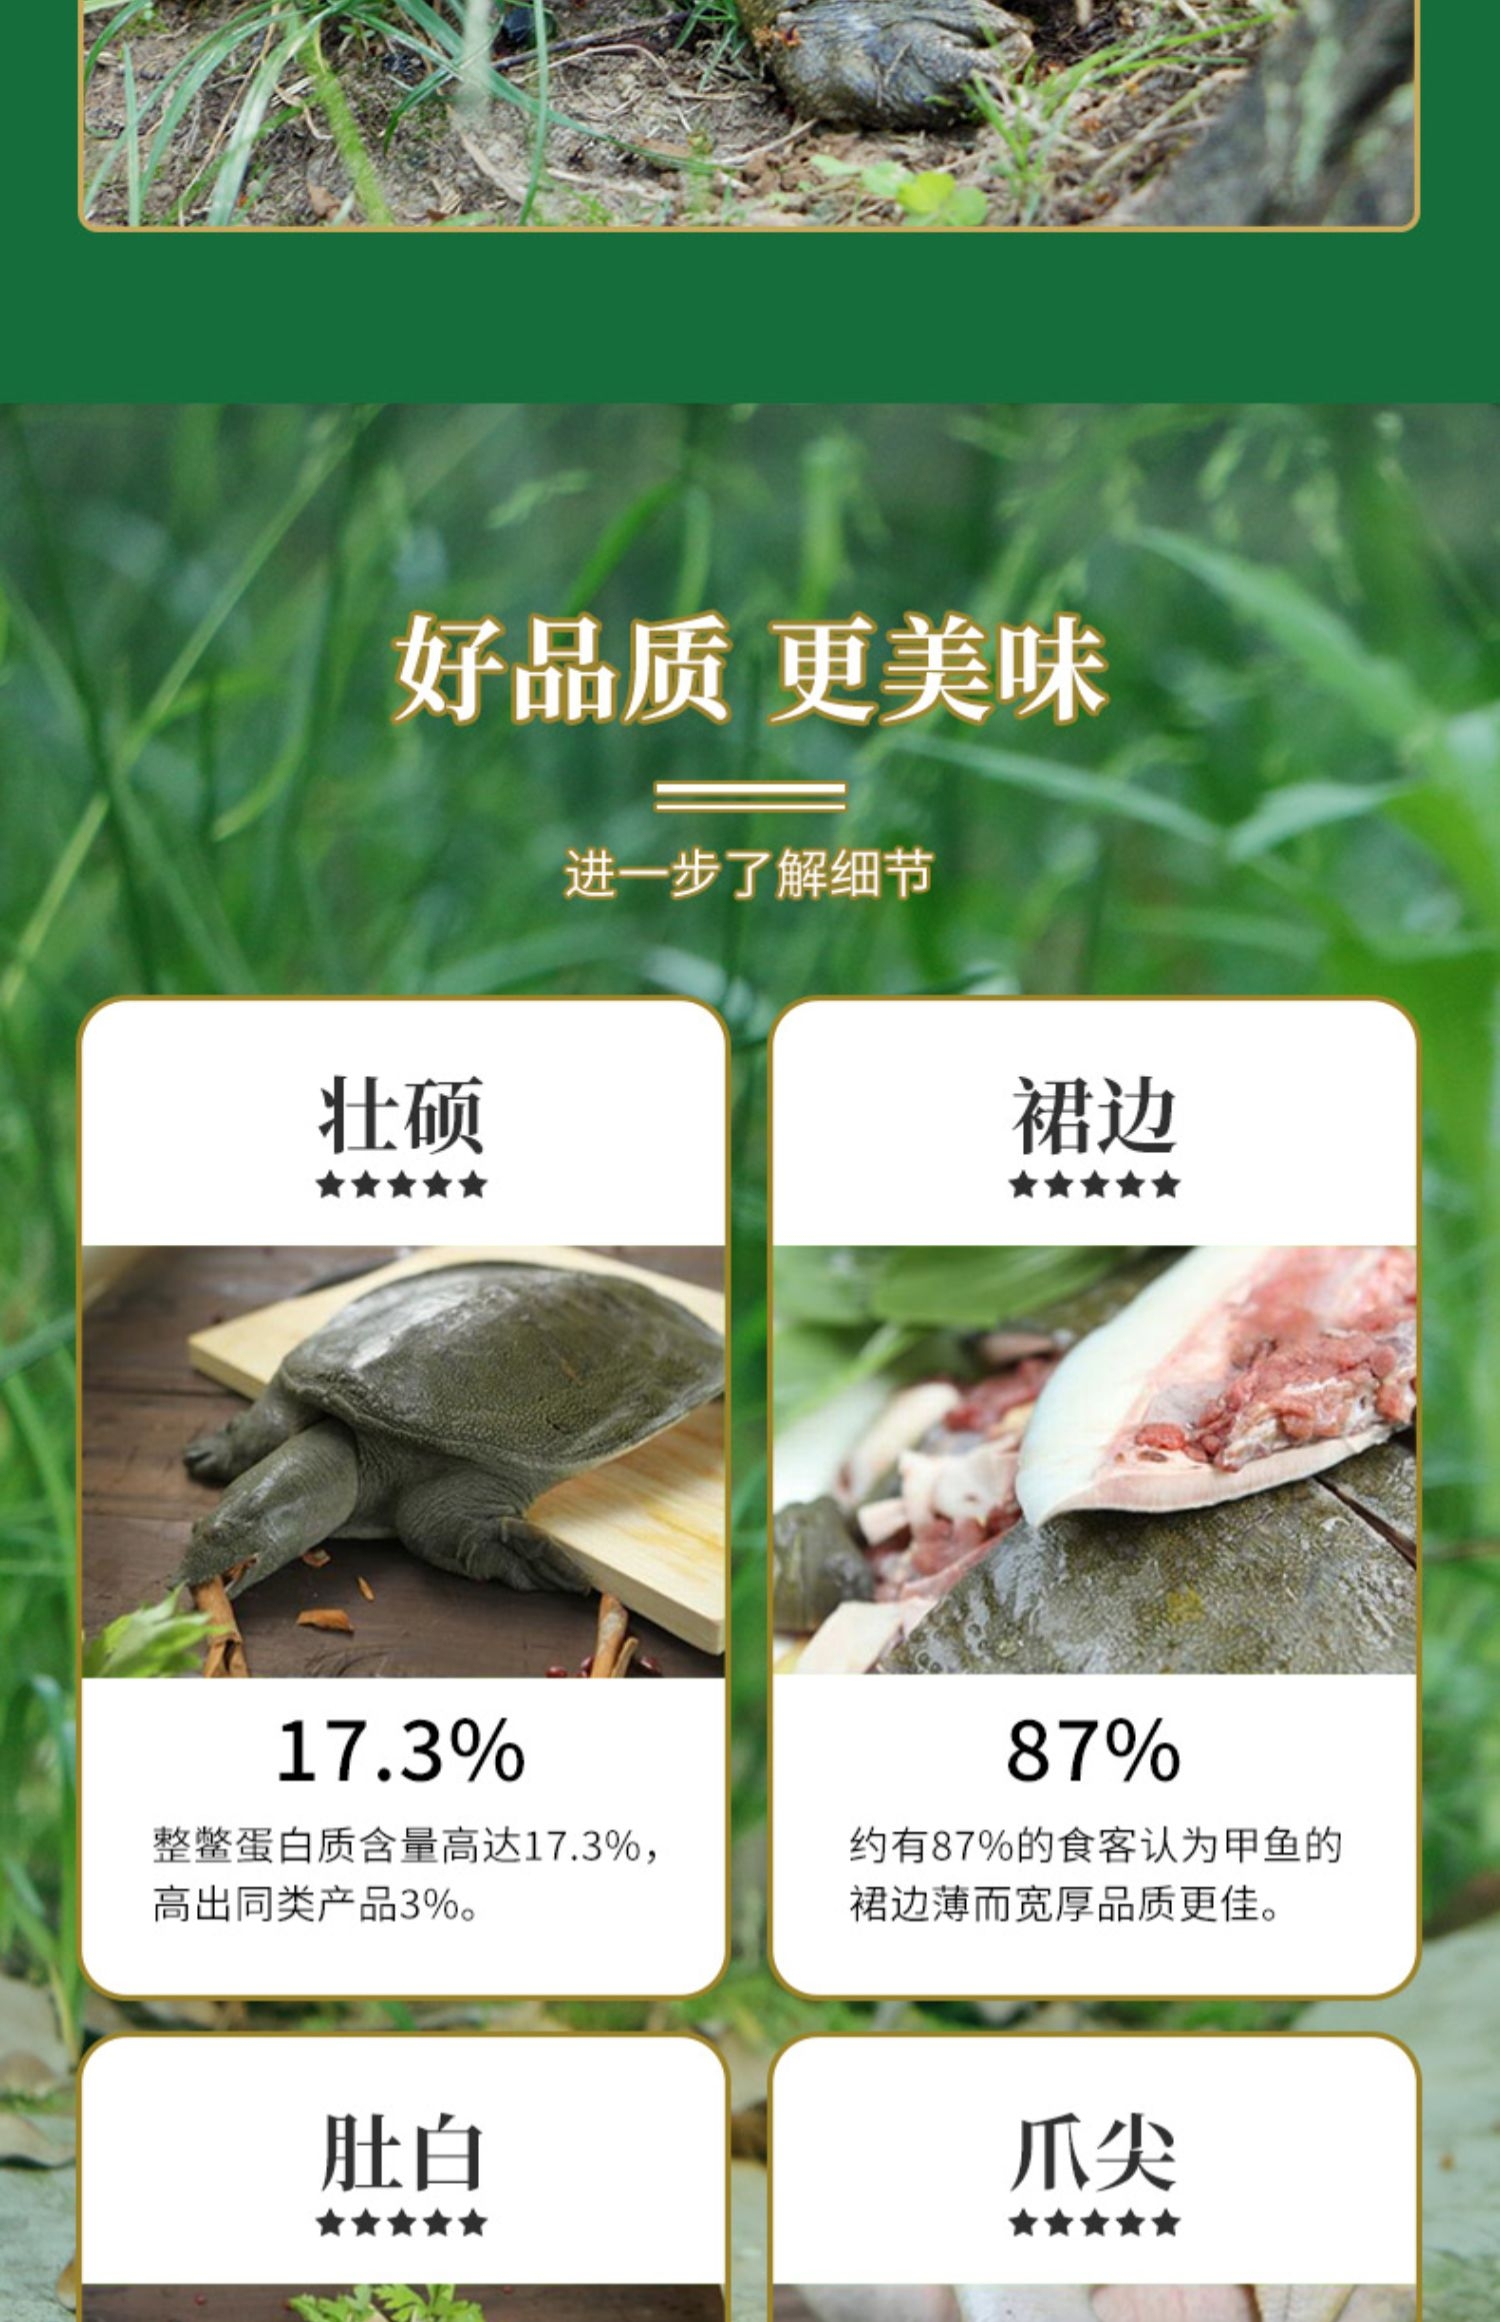 好品质 更美味
进一步了解细节
壮硕
裙边
17.3%
整鳖蛋白质含量高达17.3%，
高出同类产品3%。
87%
约有87%的食客认为甲鱼的
裙边薄而宽厚品质更佳。
肚白
爪尖